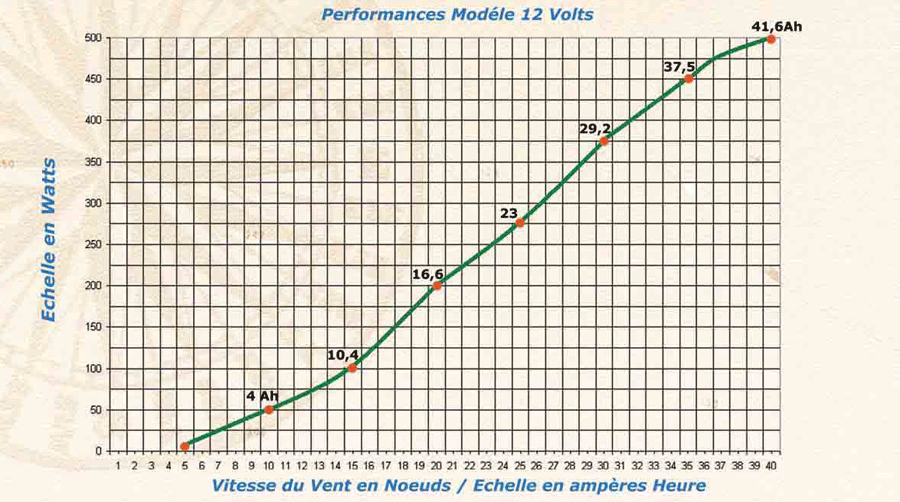 Performances Modéle 12 Volts
41,6Ah
500
37,5
450
400
29,2
350
300
23
250
16,6
200
150
10,4
100
4 Ah
50
0
Echelle en Watts
1 2 3 4 5 6 7 8 9 10 11 12 13 14 15 16 17 18 19 20 21 22 23 24 25 26 27 28 29 30 31 32 33 34 35 36 37 38 39 40
Vitesse du Vent en Noeuds / Echelle en ampères Heure